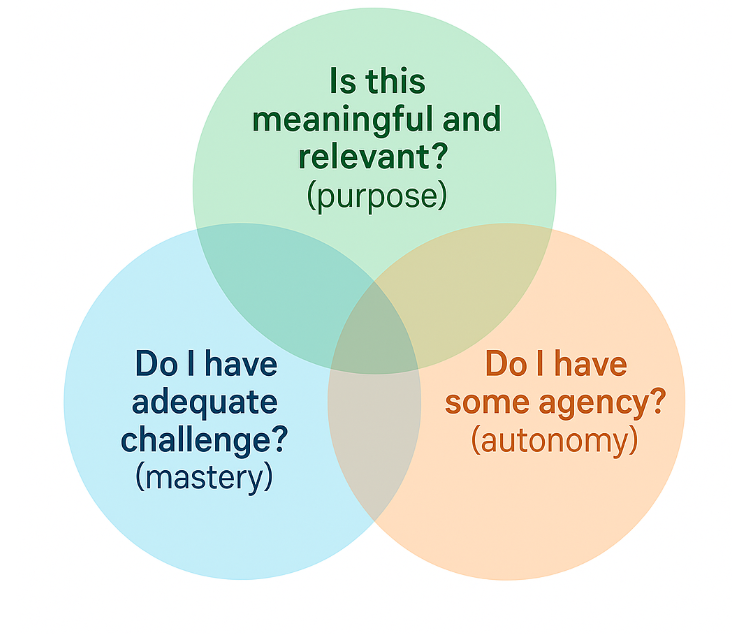 Is this
meaningful and
relevant?
(purpose)
Do I have
adequate
challenge?
(mastery)
Do I have
some agency?
(autonomy)